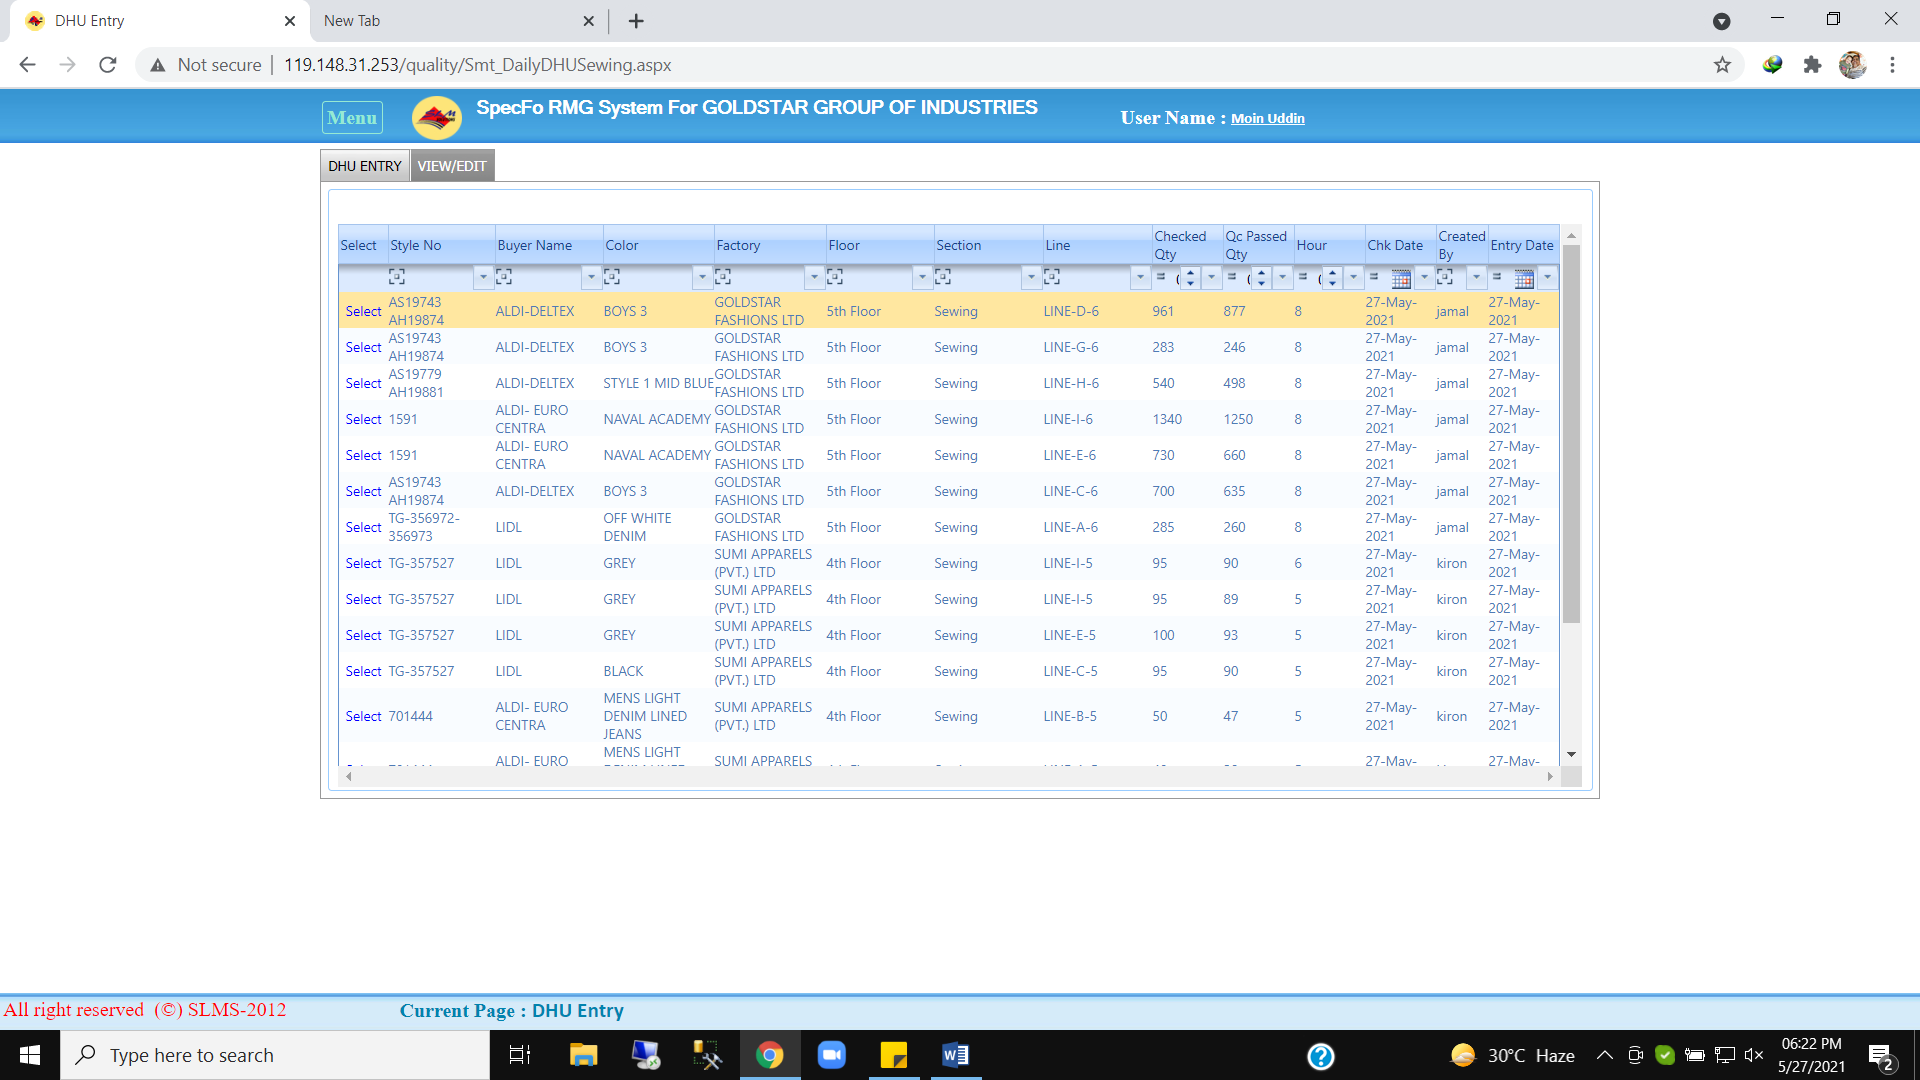 DHU Entry
New Tab
Not secure
119.148.31.253/quality/Smt_DailyDHUSewing.aspx
Menu
SpecFo RMG System For GOLDSTAR GROUP OF INDUSTRIES
User Name : Moin Uddin
DHU ENTRY VIEW/EDIT
Select Style No Buyer Name Color Factory Floor Section Line Checked Qty Qc Passed Qty Hour Chk Date Created By Entry Date
Select AS19743 AH19874 ALDI-DELTEX BOYS 3 GOLDSTAR FASHIONS LTD 5th Floor Sewing LINE-D-6 961 877 8 27-May-2021 jamal 27-May-2021
Select AS19743 AH19874 ALDI-DELTEX BOYS 3 GOLDSTAR FASHIONS LTD 5th Floor Sewing LINE-G-6 283 246 8 27-May-2021 jamal 27-May-2021
Select AS19779 AH19881 ALDI-DELTEX STYLE 1 MID BLUE GOLDSTAR FASHIONS LTD 5th Floor Sewing LINE-H-6 540 498 8 27-May-2021 jamal 27-May-2021
Select 1591 ALDI- EURO CENTRA NAVAL ACADEMY GOLDSTAR FASHIONS LTD 5th Floor Sewing LINE-I-6 1340 1250 8 27-May-2021 jamal 27-May-2021
Select 1591 ALDI- EURO CENTRA NAVAL ACADEMY GOLDSTAR FASHIONS LTD 5th Floor Sewing LINE-E-6 730 660 8 27-May-2021 jamal 27-May-2021
Select AS19743 AH19874 ALDI-DELTEX BOYS 3 GOLDSTAR FASHIONS LTD 5th Floor Sewing LINE-C-6 700 635 8 27-May-2021 jamal 27-May-2021
Select TG-356972-356973 LIDL OFF WHITE DENIM GOLDSTAR FASHIONS LTD 5th Floor Sewing LINE-A-6 285 260 8 27-May-2021 jamal 27-May-2021
Select TG-357527 LIDL GREY SUMI APPARELS (PVT.) LTD 4th Floor Sewing LINE-I-5 95 90 6 27-May-2021 kiron 27-May-2021
Select TG-357527 LIDL GREY SUMI APPARELS (PVT.) LTD 4th Floor Sewing LINE-I-5 95 89 5 27-May-2021 kiron 27-May-2021
Select TG-357527 LIDL GREY SUMI APPARELS (PVT.) LTD 4th Floor Sewing LINE-E-5 100 93 5 27-May-2021 kiron 27-May-2021
Select TG-357527 LIDL BLACK SUMI APPARELS (PVT.) LTD 4th Floor Sewing LINE-C-5 95 90 5 27-May-2021 kiron 27-May-2021
Select 701444 ALDI- EURO CENTRA MENS LIGHT DENIM LINED JEANS SUMI APPARELS (PVT.) LTD 4th Floor Sewing LINE-B-5 50 47 5 27-May-2021 kiron 27-May-2021
ALDI- EURO MENS LIGHT SUMI APPARELS 27-May- 27-May-
All right reserved (©) SLMS-2012
Current Page : DHU Entry
Type here to search
30°C Haze
06:22 PM
5/27/2021
2